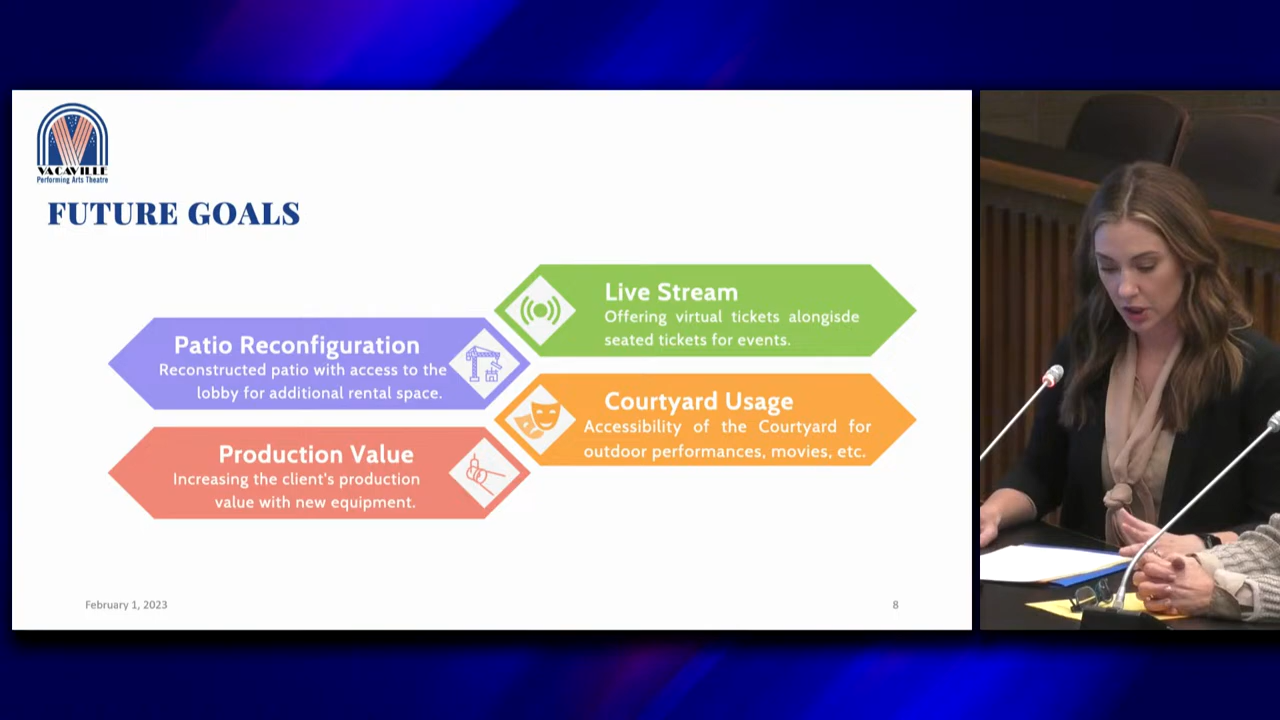 VACAVILLE
Performing Arts Theatre
FUTURE GOALS
Live Stream
Offering virtual tickets alongisde
seated tickets for events.
Patio Reconfiguration
Reconstructed patio with access to the
lobby for additional rental space.
Courtyard Usage
Accessibility of the Courtyard for
outdoor performances, movies, etc.
Production Value
Increasing the client's production
value with new equipment.
February 1, 2023
8